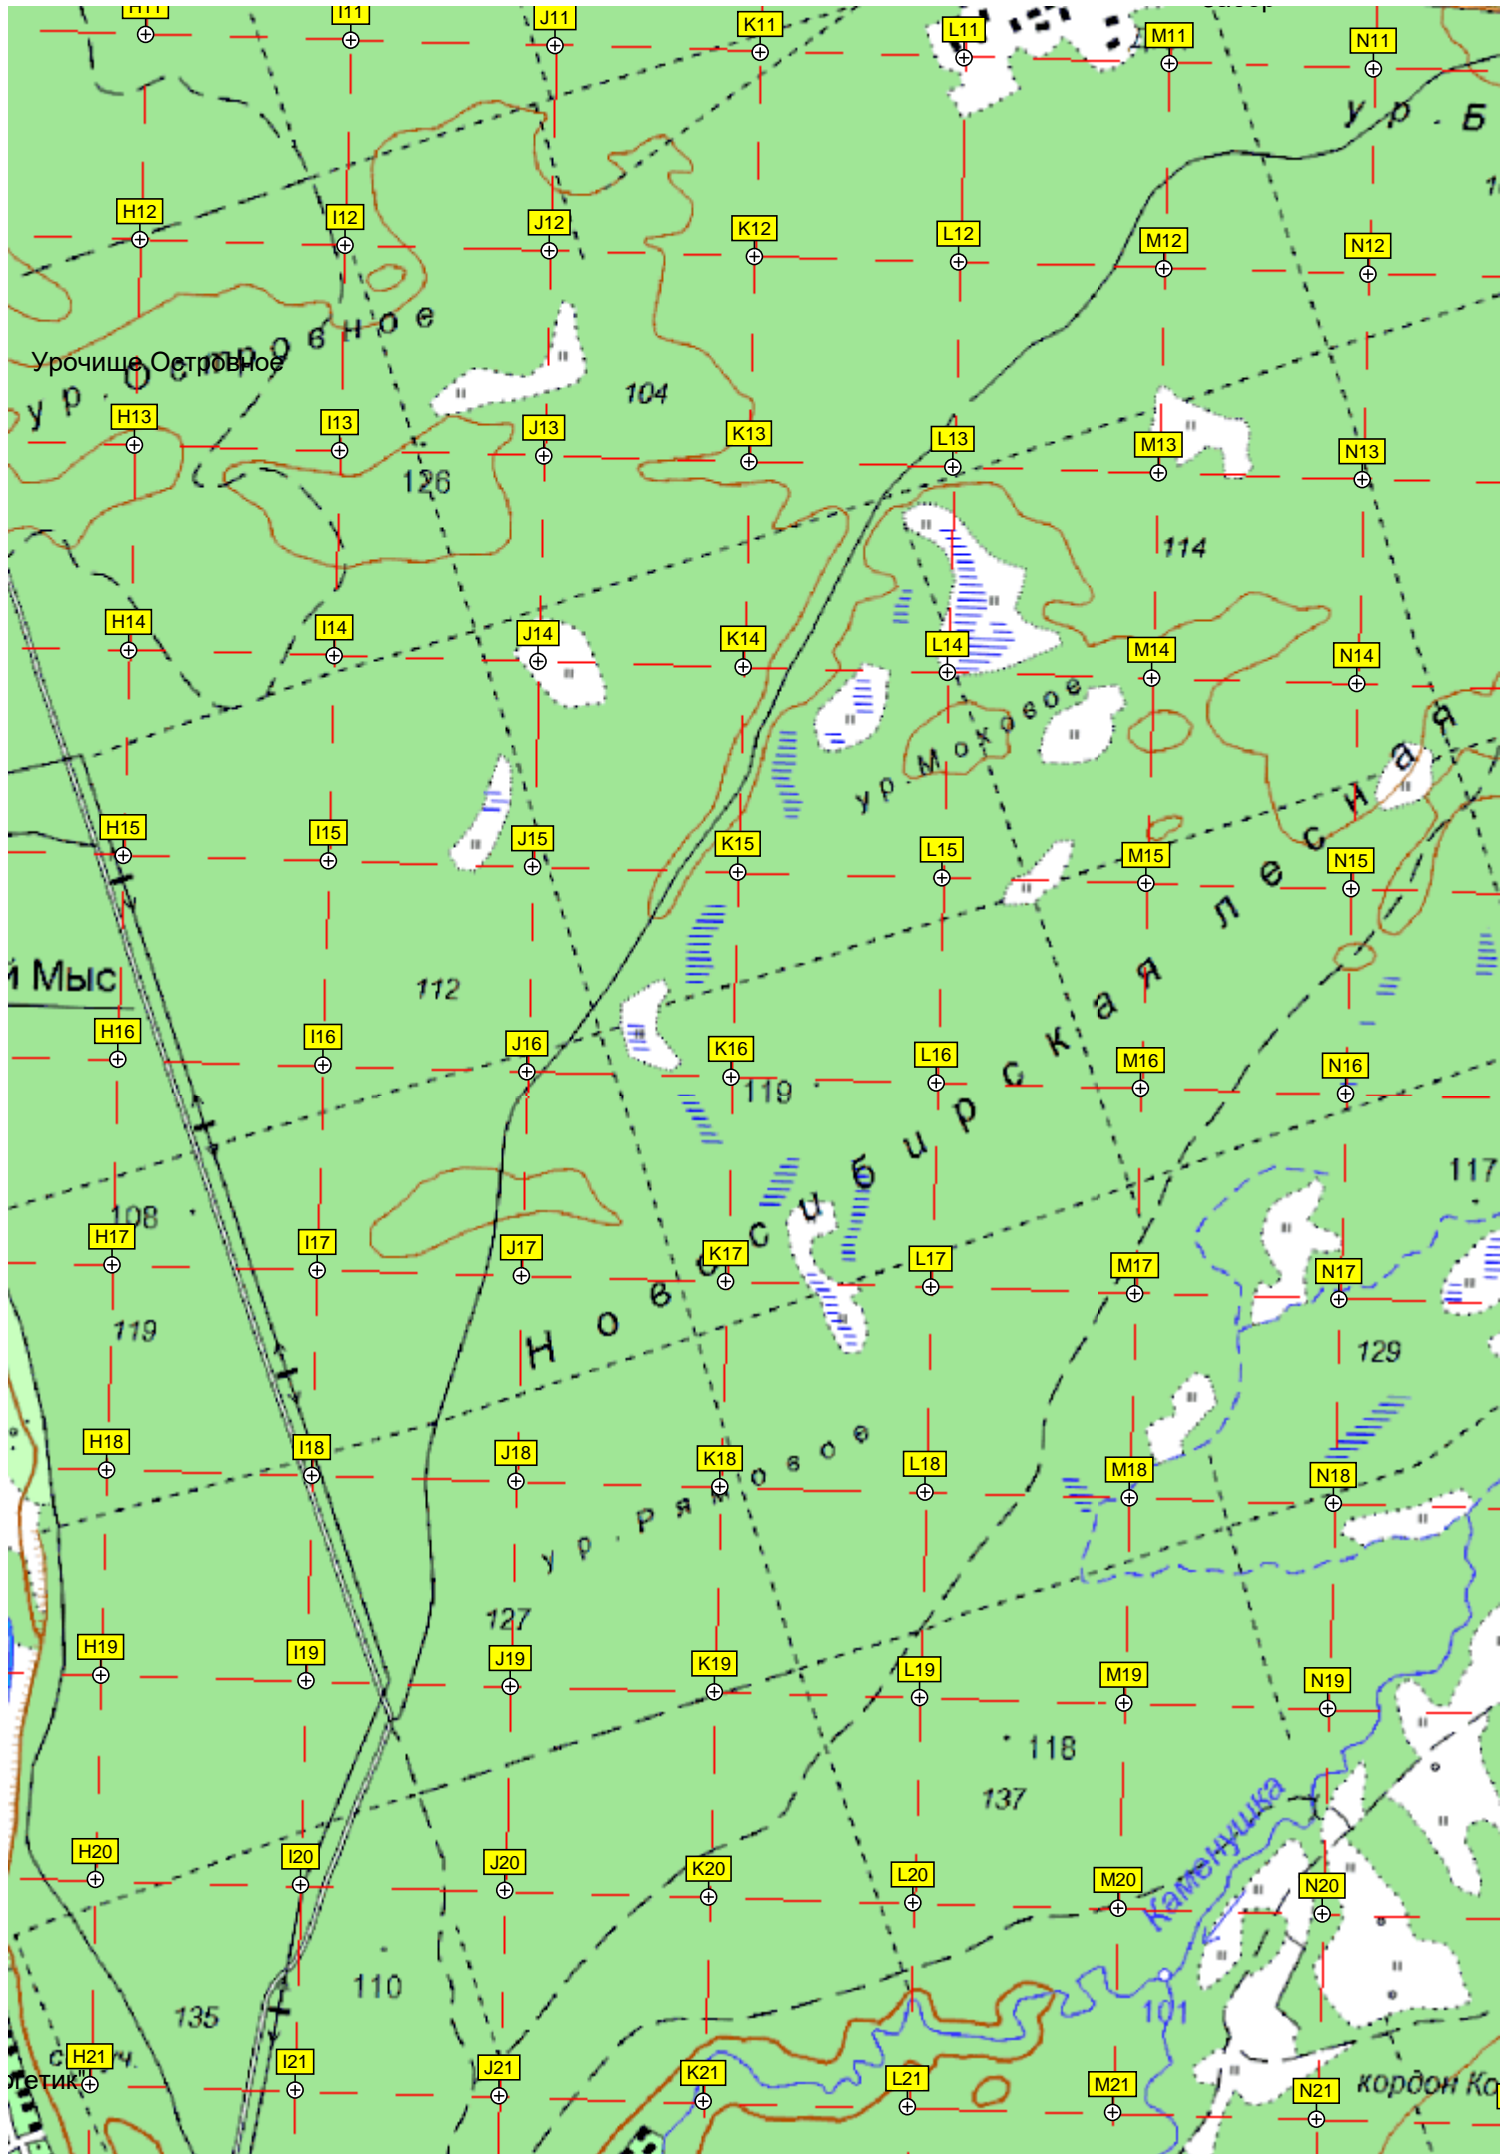 H11 I11 J11 K11 L11 M11 N11
ур. Б
H12 I12 J12 K12 L12 M12 N12
ур. Островное
Урочище Островное
104
H13 I13 J13 K13 L13 M13 N13
126
114
H14 I14 J14 K14 L14 M14 N14
ур. Моховое
H15 I15 J15 K15 L15 M15 N15
й Мыс
112
H16 I16 J16 K16 L16 M16 N16
119
Новосибирская лесная
117
108
H17 I17 J17 K17 L17 M17 N17
119
129
H18 I18 J18 K18 L18 M18 N18
ур. Рямовое
127
H19 I19 J19 K19 L19 M19 N19
118
137
Каменушка
H20 I20 J20 K20 L20 M20 N20
110
135
101
H21 I21 J21 K21 L21 M21 N21
гетик"
кордон Ко